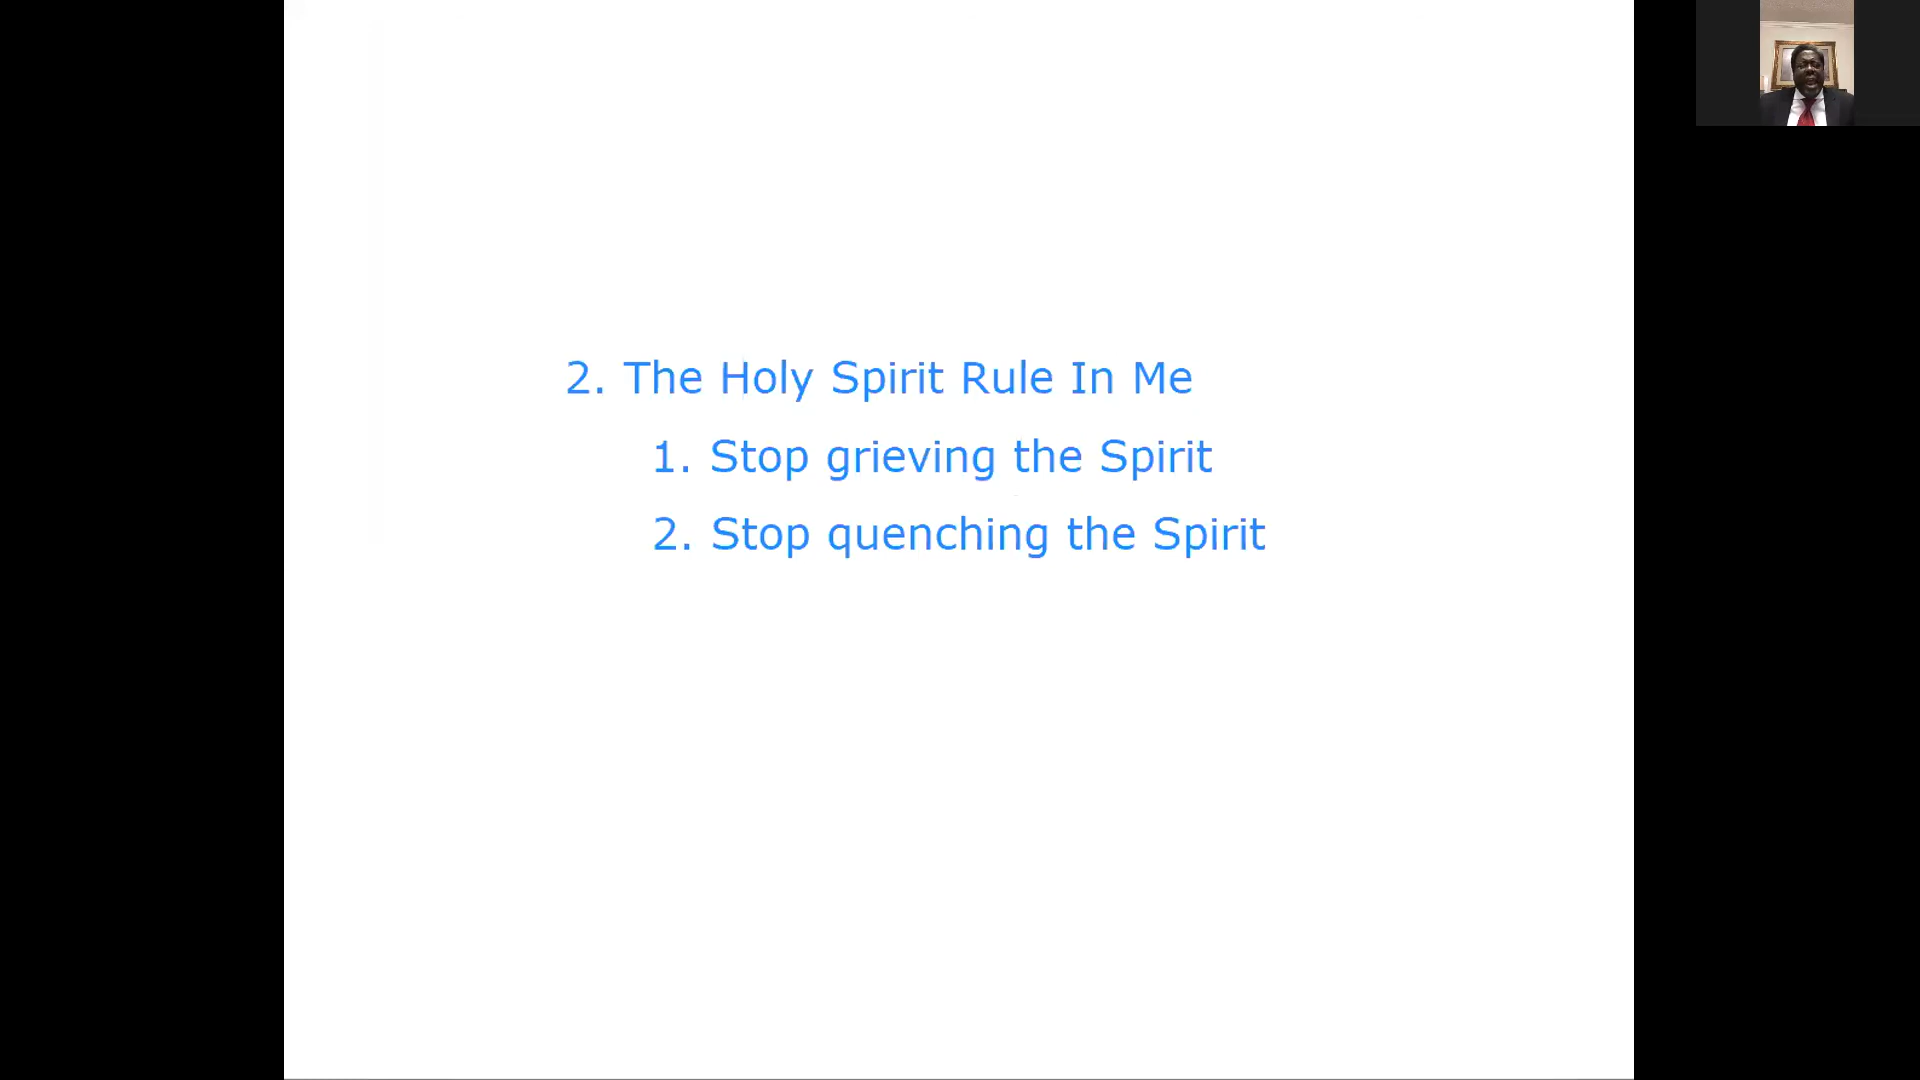 2. The Holy Spirit Rule In Me
1. Stop grieving the Spirit
2. Stop quenching the Spirit